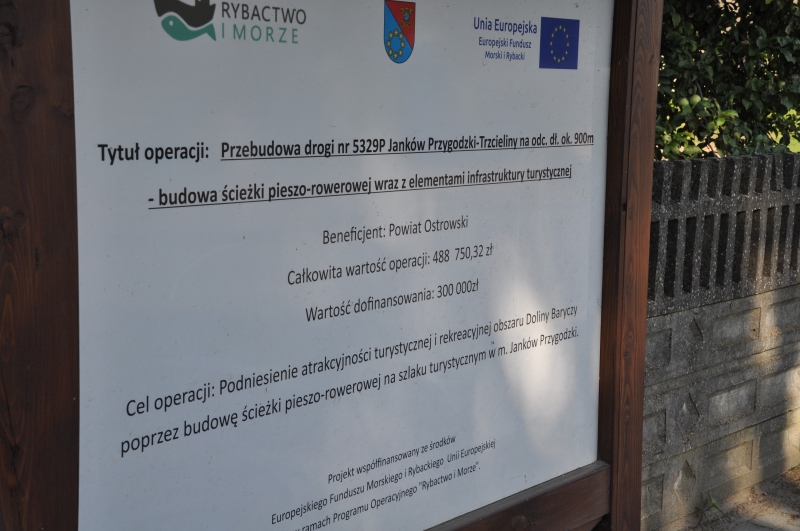 RYBACTWO
I MORZE
Unia Europejska
Europejski Fundusz
Morski i Rybacki
Tytuł operacji: Przebudowa drogi nr 5329P Janków Przygodzki-Trzcieliny na odc. dł. ok. 900m
- budowa ścieżki pieszo-rowerowej wraz z elementami infrastruktury turystycznej
Beneficjent: Powiat Ostrowski
Całkowita wartość operacji: 488 750,32 zł
Wartość dofinansowania: 300 000zł
Cel operacji: Podniesienie atrakcyjności turystycznej i rekreacyjnej obszaru Doliny Baryczy
poprzez budowę ścieżki pieszo-rowerowej na szlaku turystycznym w m. Janków Przygodzki.
Projekt współfinansowany ze środków
Europejskiego Funduszu Morskiego i Rybackiego Unii Europejskiej
ramach Programu Operacyjnego "Rybactwo i Morze".